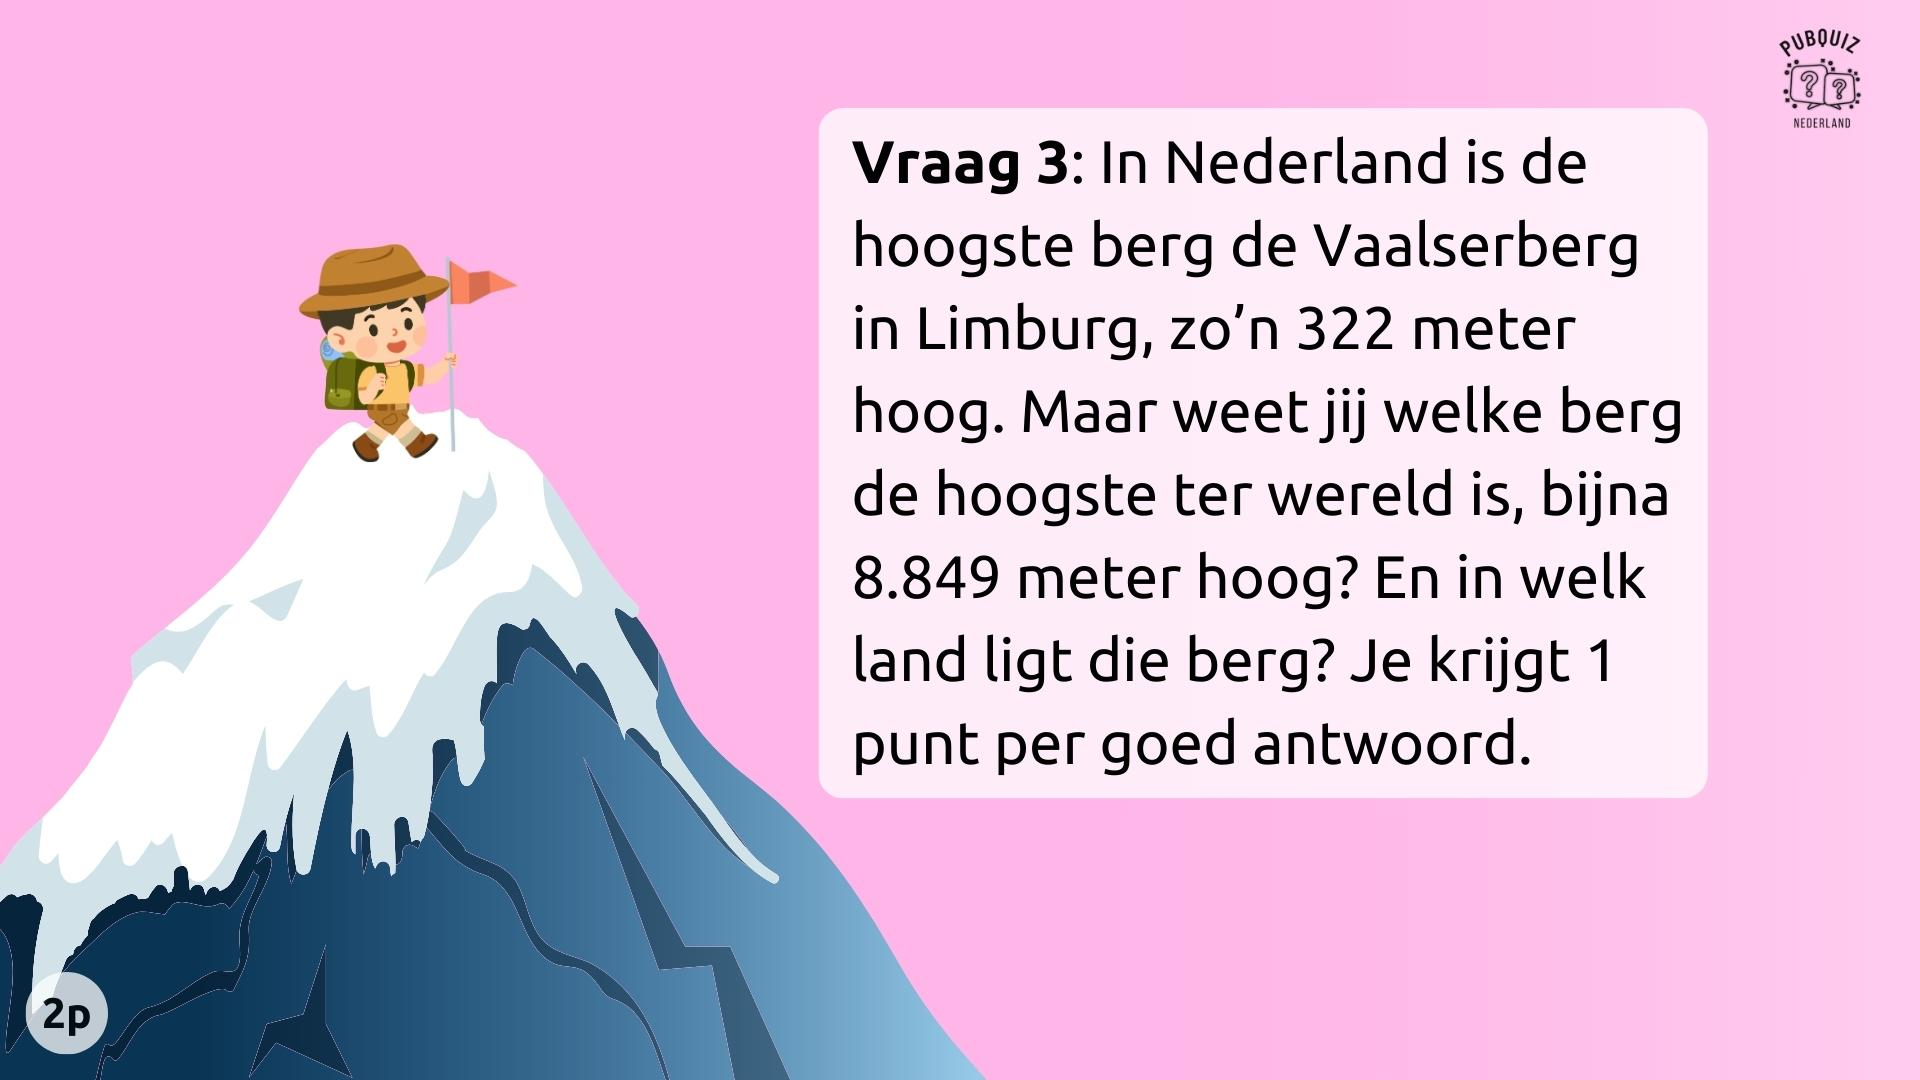 PUBQUIZ
? ?
NEDERLAND
Vraag 3: In Nederland is de
hoogste berg de Vaalserberg
in Limburg, zo’n 322 meter
hoog. Maar weet jij welke berg
de hoogste ter wereld is, bijna
8.849 meter hoog? En in welk
land ligt die berg? Je krijgt 1
punt per goed antwoord.
2p